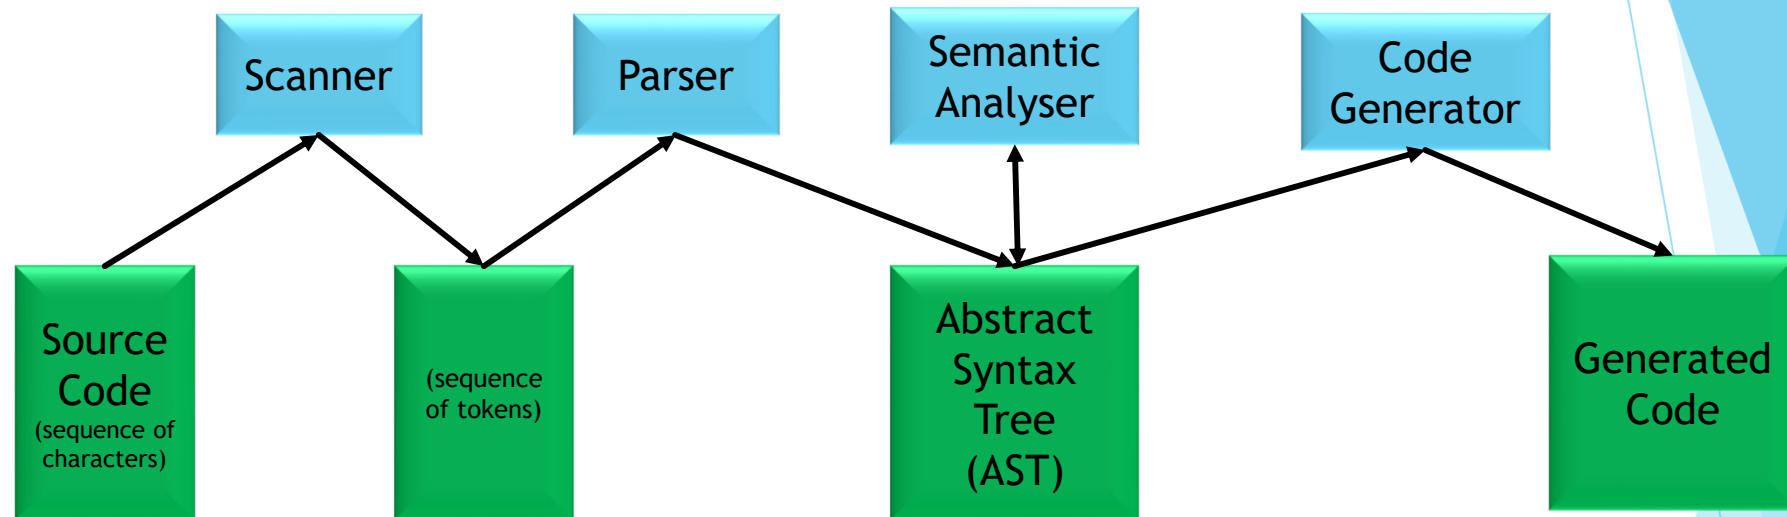 Scanner
Parser
Semantic
Analyser
Code
Generator
Source
Code
(sequence of
characters)
(sequence
of tokens)
Abstract
Syntax
Tree
(AST)
Generated
Code